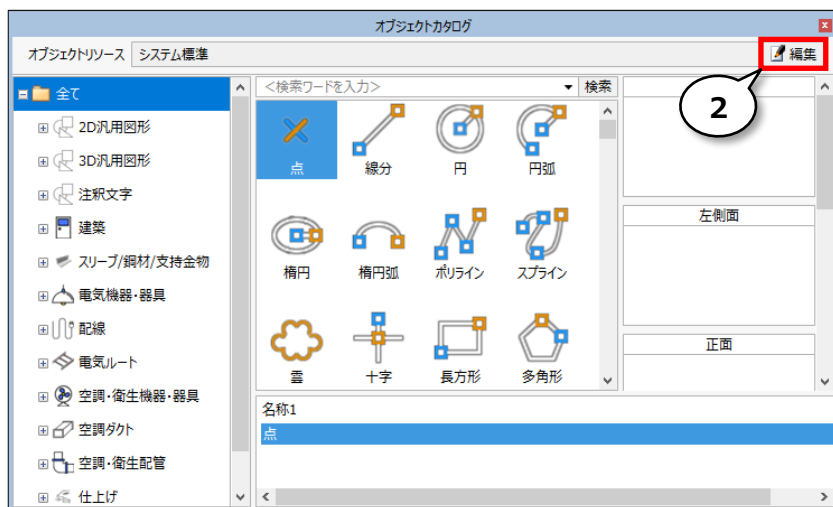 オブジェクトカタログ
オブジェクトリソース システム標準 編集
2
全て
2D汎用図形
3D汎用図形
注釈文字
建築
スリーブ/鋼材/支持金物
電気機器・器具
配線
電気ルート
空調・衛生機器・器具
空調ダクト
空調・衛生配管
仕上げ
<検索ワードを入力> 検索
点 線分 円 円弧
楕円 楕円弧 ポリライン スプライン
雲 十字 長方形 多角形
左側面
正面
名称1
点